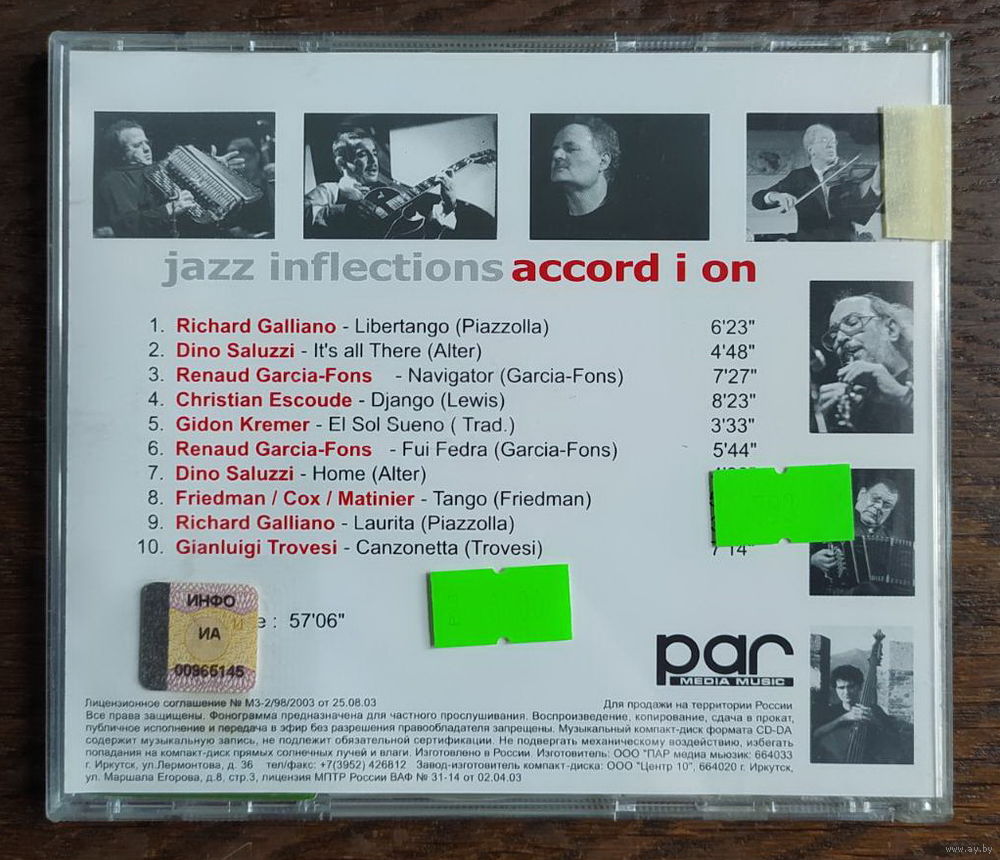 jazz inflections accord i on
1. Richard Galliano - Libertango (Piazzolla) 6'23"
2. Dino Saluzzi - It's all There (Alter) 4'48"
3. Renaud Garcia-Fons - Navigator (Garcia-Fons) 7'27"
4. Christian Escoude - Django (Lewis) 8'23"
5. Gidon Kremer - El Sol Sueno ( Trad.) 3'33"
6. Renaud Garcia-Fons - Fui Fedra (Garcia-Fons) 5'44"
7. Dino Saluzzi - Home (Alter)
8. Friedman / Cox / Matinier - Tango (Friedman)
9. Richard Galliano - Laurita (Piazzolla)
10. Gianluigi Trovesi - Canzonetta (Trovesi) 7'14"
ИНФО
ИА
00965145
e : 57'06"
par
MEDIA MUSIC
Лицензионное соглашение № МЗ-2/98/2003 от 25.08.03 Для продажи на территории России
Все права защищены. Фонограмма предназначена для частного прослушивания. Воспроизведение, копирование, сдача в прокат,
публичное исполнение и передача в эфир без разрешения правообладателя запрещены. Музыкальный компакт-диск формата CD-DA
содержит музыкальную запись, не подлежит обязательной сертификации. Не подвергать механическому воздействию, избегать
попадания на компакт-диск прямых солнечных лучей и влаги. Изготовлено в России. Изготовитель: ООО "ПАР медиа мьюзик: 664033
г. Иркутск, ул.Лермонтова, д. 36 тел/факс: +7(3952) 426812 Завод-изготовитель компакт-диска: ООО "Центр 10", 664020 г. Иркутск,
ул. Маршала Егорова, д.8, стр.3, лицензия МПТР России ВАФ № 31-14 от 02.04.03
www.ay.by